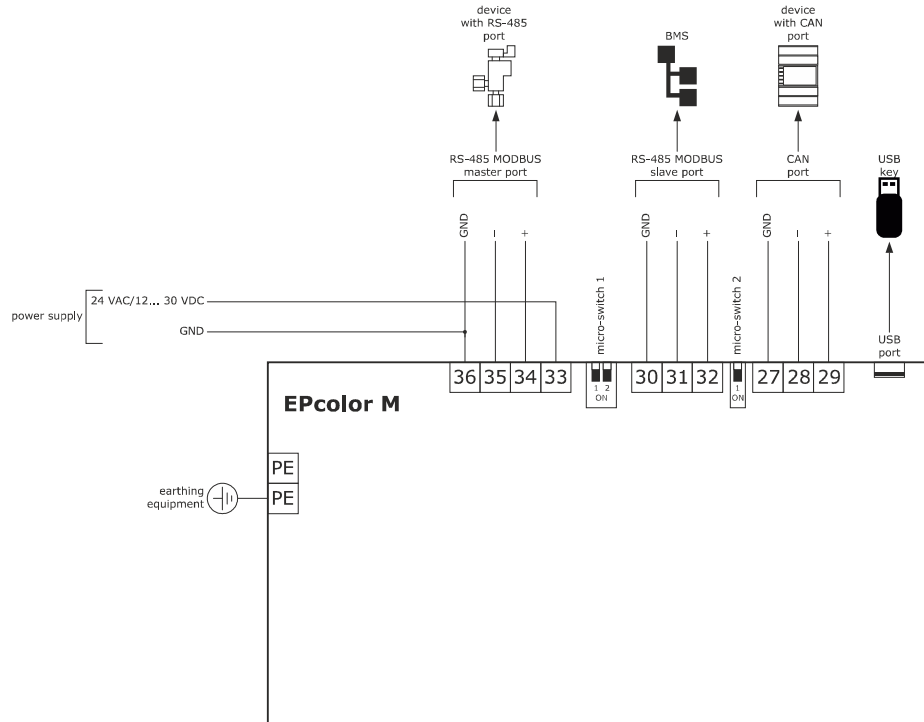 device
with RS-485
port
BMS
device
with CAN
port
RS-485 MODBUS
master port
RS-485 MODBUS
slave port
CAN
port
USB
key
GND
–
+
GND
–
+
GND
–
+
micro-switch 1
micro-switch 2
power supply
24 VAC/12... 30 VDC
GND
USB
port
36 35 34 33
1 2
ON
30 31 32
1
ON
27 28 29
EPcolor M
PE
PE
earthing
equipment